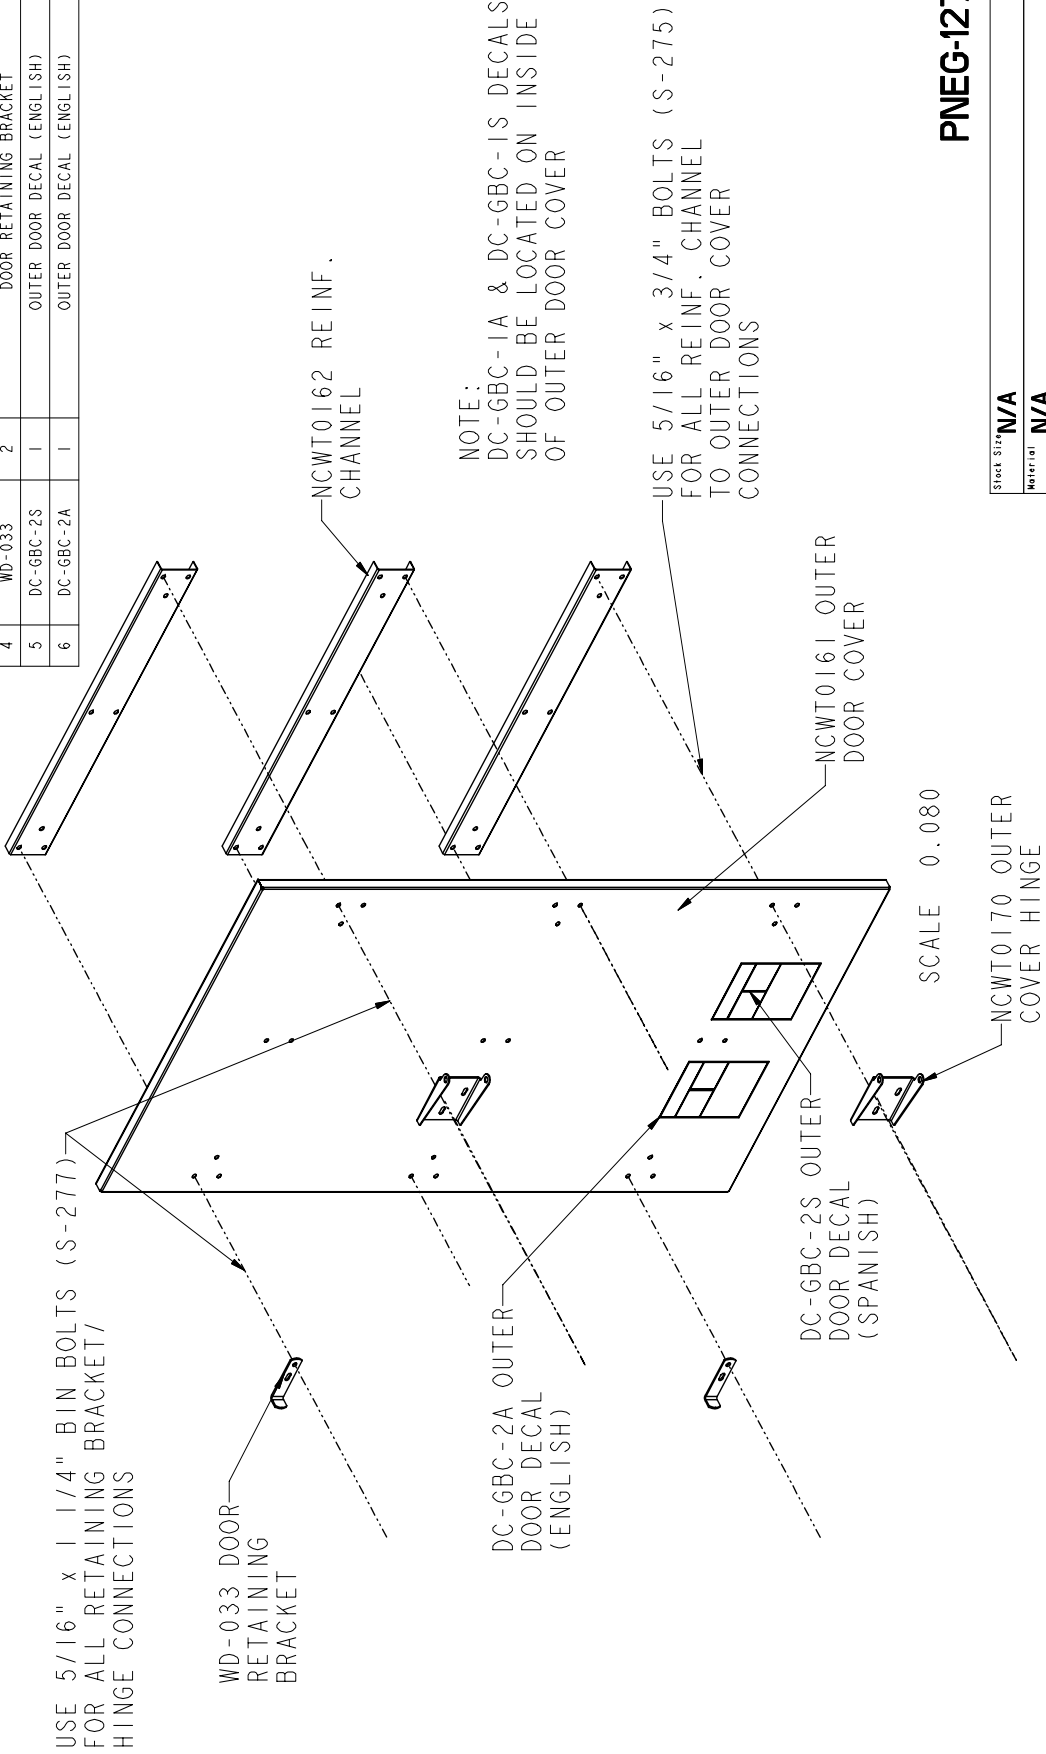 4 WD-033 2 DOOR RETAINING BRACKET
5 DC-GBC-2S 1 OUTER DOOR DECAL (ENGLISH)
6 DC-GBC-2A 1 OUTER DOOR DECAL (ENGLISH)
USE 5/16" x 1 1/4" BIN BOLTS (S-277)
FOR ALL RETAINING BRACKET/
HINGE CONNECTIONS
WD-033 DOOR
RETAINING
BRACKET
NCWT0162 REINF.
CHANNEL
NOTE:
DC-GBC-1A & DC-GBC-1S DECALS
SHOULD BE LOCATED ON INSIDE
OF OUTER DOOR COVER
DC-GBC-2A OUTER
DOOR DECAL
(ENGLISH)
USE 5/16" x 3/4" BOLTS (S-275)
FOR ALL REINF. CHANNEL
TO OUTER DOOR COVER
CONNECTIONS
DC-GBC-2S OUTER
DOOR DECAL
(SPANISH)
NCWT0161 OUTER
DOOR COVER
SCALE 0.080
NCWT0170 OUTER
COVER HINGE
PNEG-127
Stock Size N/A
Material N/A